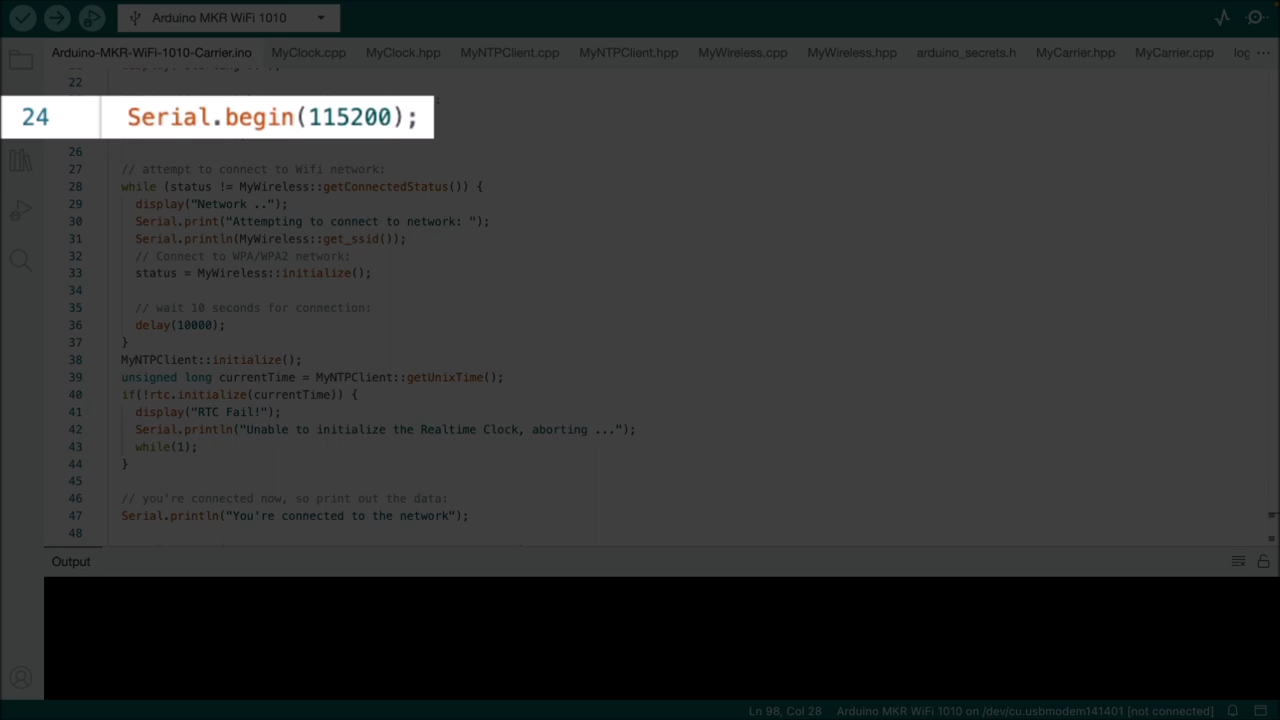 Arduino MKR WiFi 1010
Arduino-MKR-WiFi-1010-Carrier.ino MyClock.cpp MyClock.hpp MyNTPClient.cpp MyNTPClient.hpp MyWireless.cpp MyWireless.hpp arduino_secrets.h MyCarrier.hpp MyCarrier.cpp log ...
22
24 Serial.begin(115200);
26
27 // attempt to connect to Wifi network:
28 while (status != MyWireless::getConnectedStatus()) {
29 display("Network ..");
30 Serial.print("Attempting to connect to network: ");
31 Serial.println(MyWireless::get_ssid());
32 // Connect to WPA/WPA2 network:
33 status = MyWireless::initialize();
34
35 // wait 10 seconds for connection:
36 delay(10000);
37 }
38 MyNTPClient::initialize();
39 unsigned long currentTime = MyNTPClient::getUnixTime();
40 if(!rtc.initialize(currentTime)) {
41 display("RTC Fail!");
42 Serial.println("Unable to initialize the Realtime Clock, aborting ...");
43 while(1);
44 }
45
46 // you're connected now, so print out the data:
47 Serial.println("You're connected to the network");
48
Output
Ln 98, Col 28 Arduino MKR WiFi 1010 on /dev/cu.usbmodem141401 [not connected]